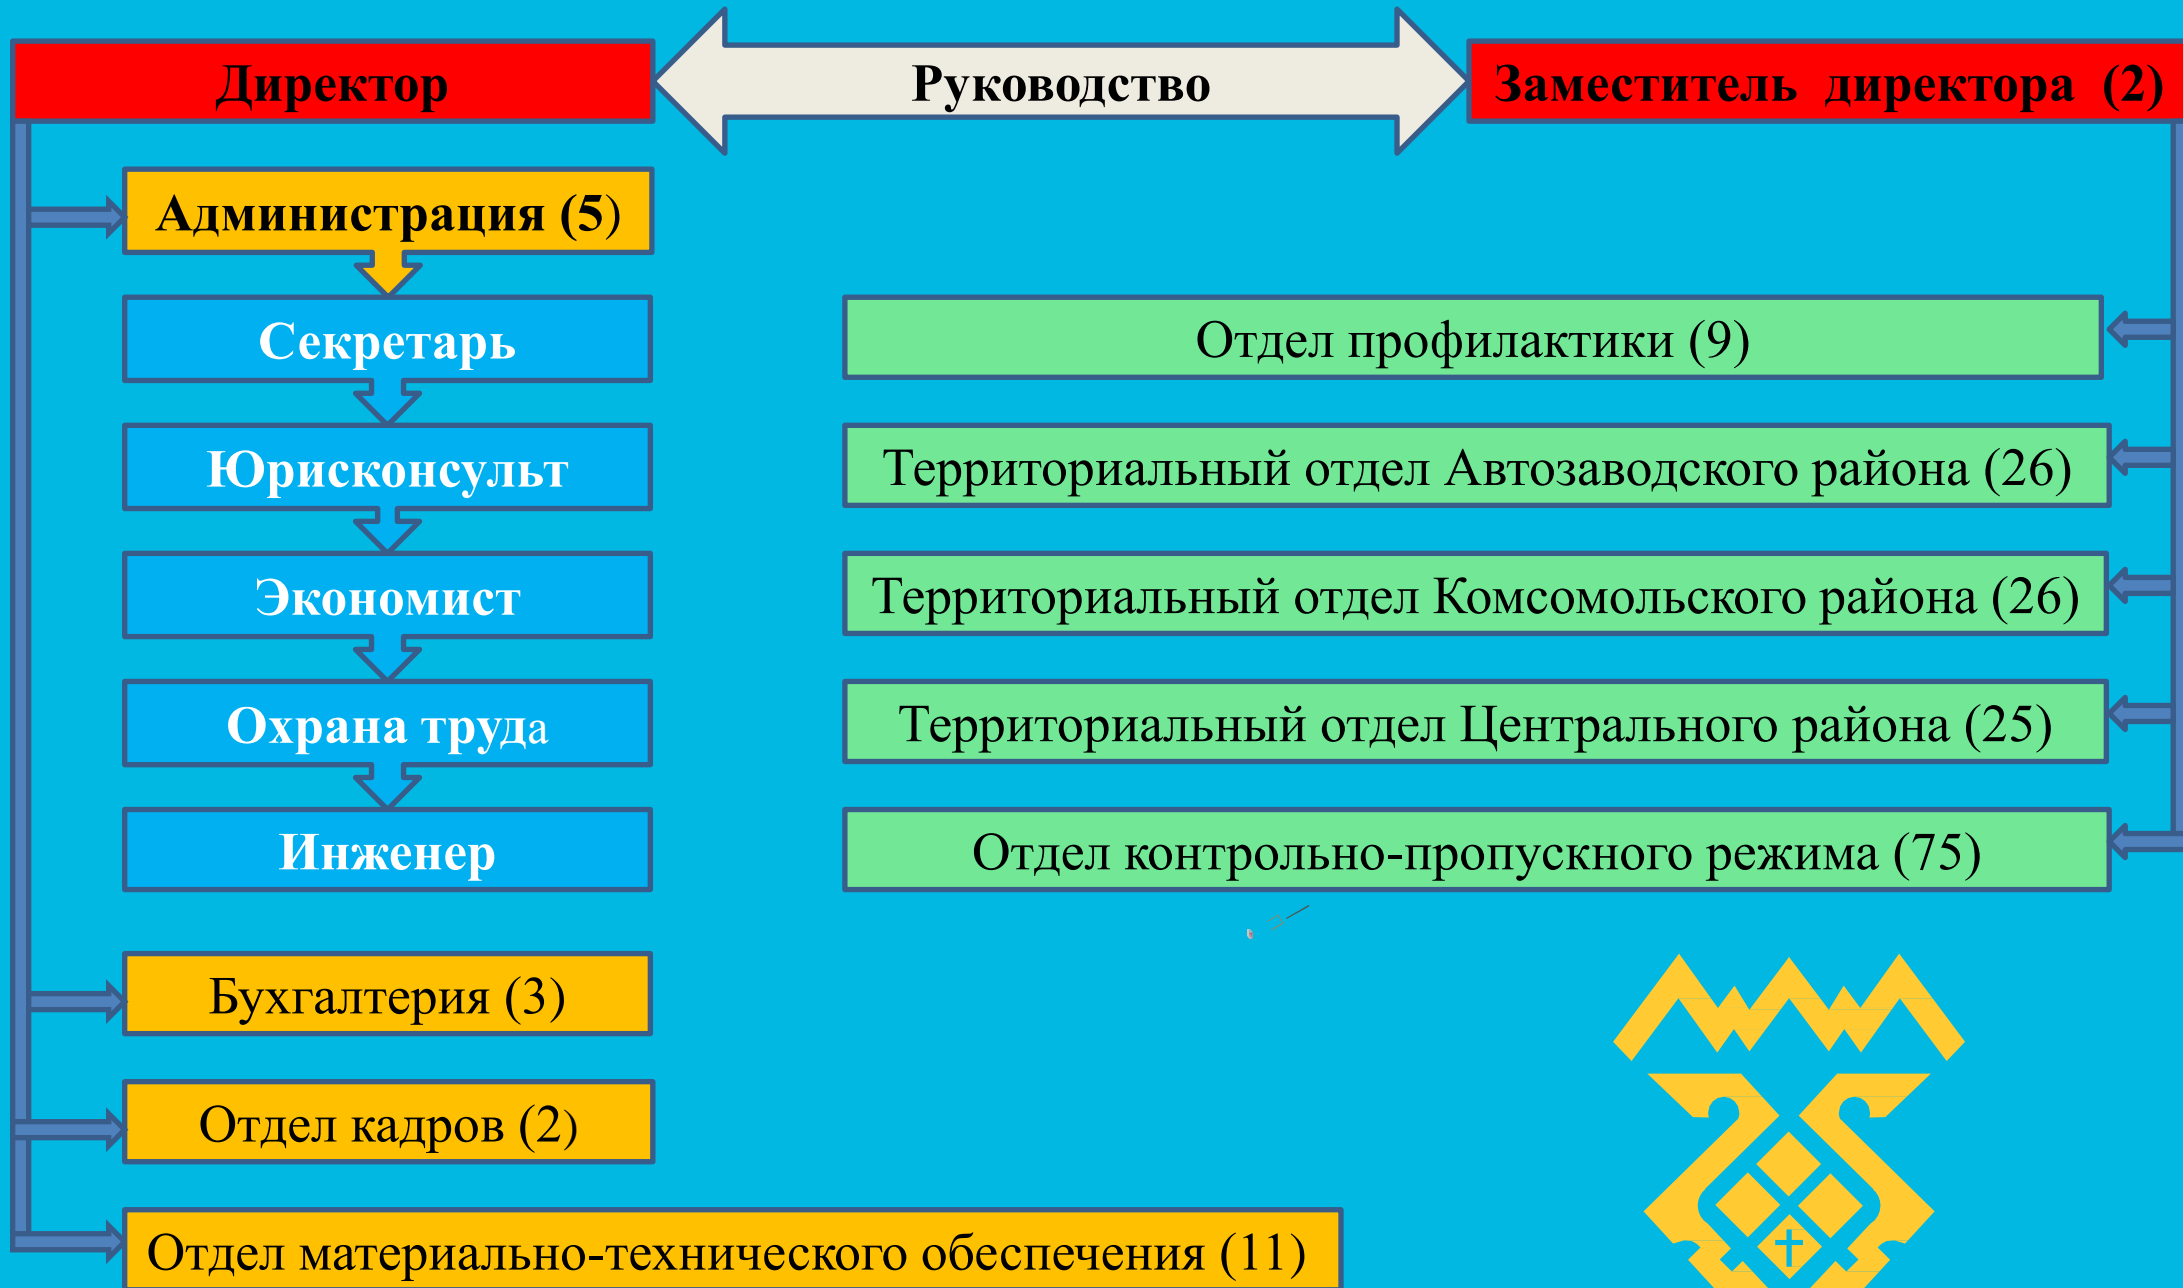 Директор
Руководство
Заместитель директора (2)
Администрация (5)
Секретарь
Юрисконсульт
Экономист
Охрана труда
Инженер
Бухгалтерия (3)
Отдел кадров (2)
Отдел материально-технического обеспечения (11)
Отдел профилактики (9)
Территориальный отдел Автозаводского района (26)
Территориальный отдел Комсомольского района (26)
Территориальный отдел Центрального района (25)
Отдел контрольно-пропускного режима (75)